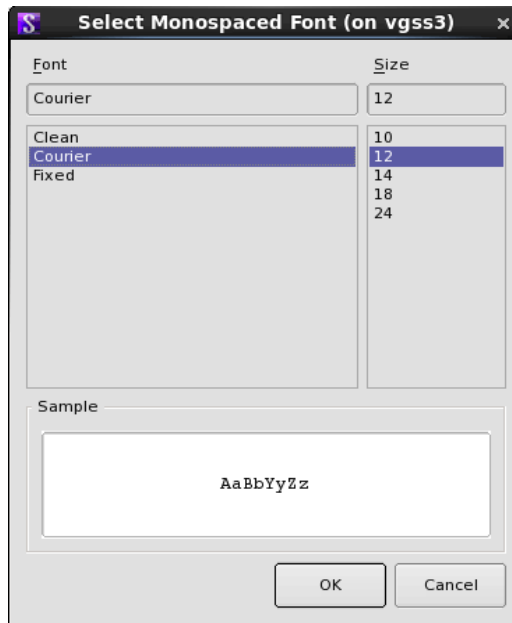 S Select Monospaced Font (on vgss3) ×
Font Size
Courier 12
Clean 10
Courier 12
Fixed 14
18
24
Sample
AaBbYyZz
OK Cancel